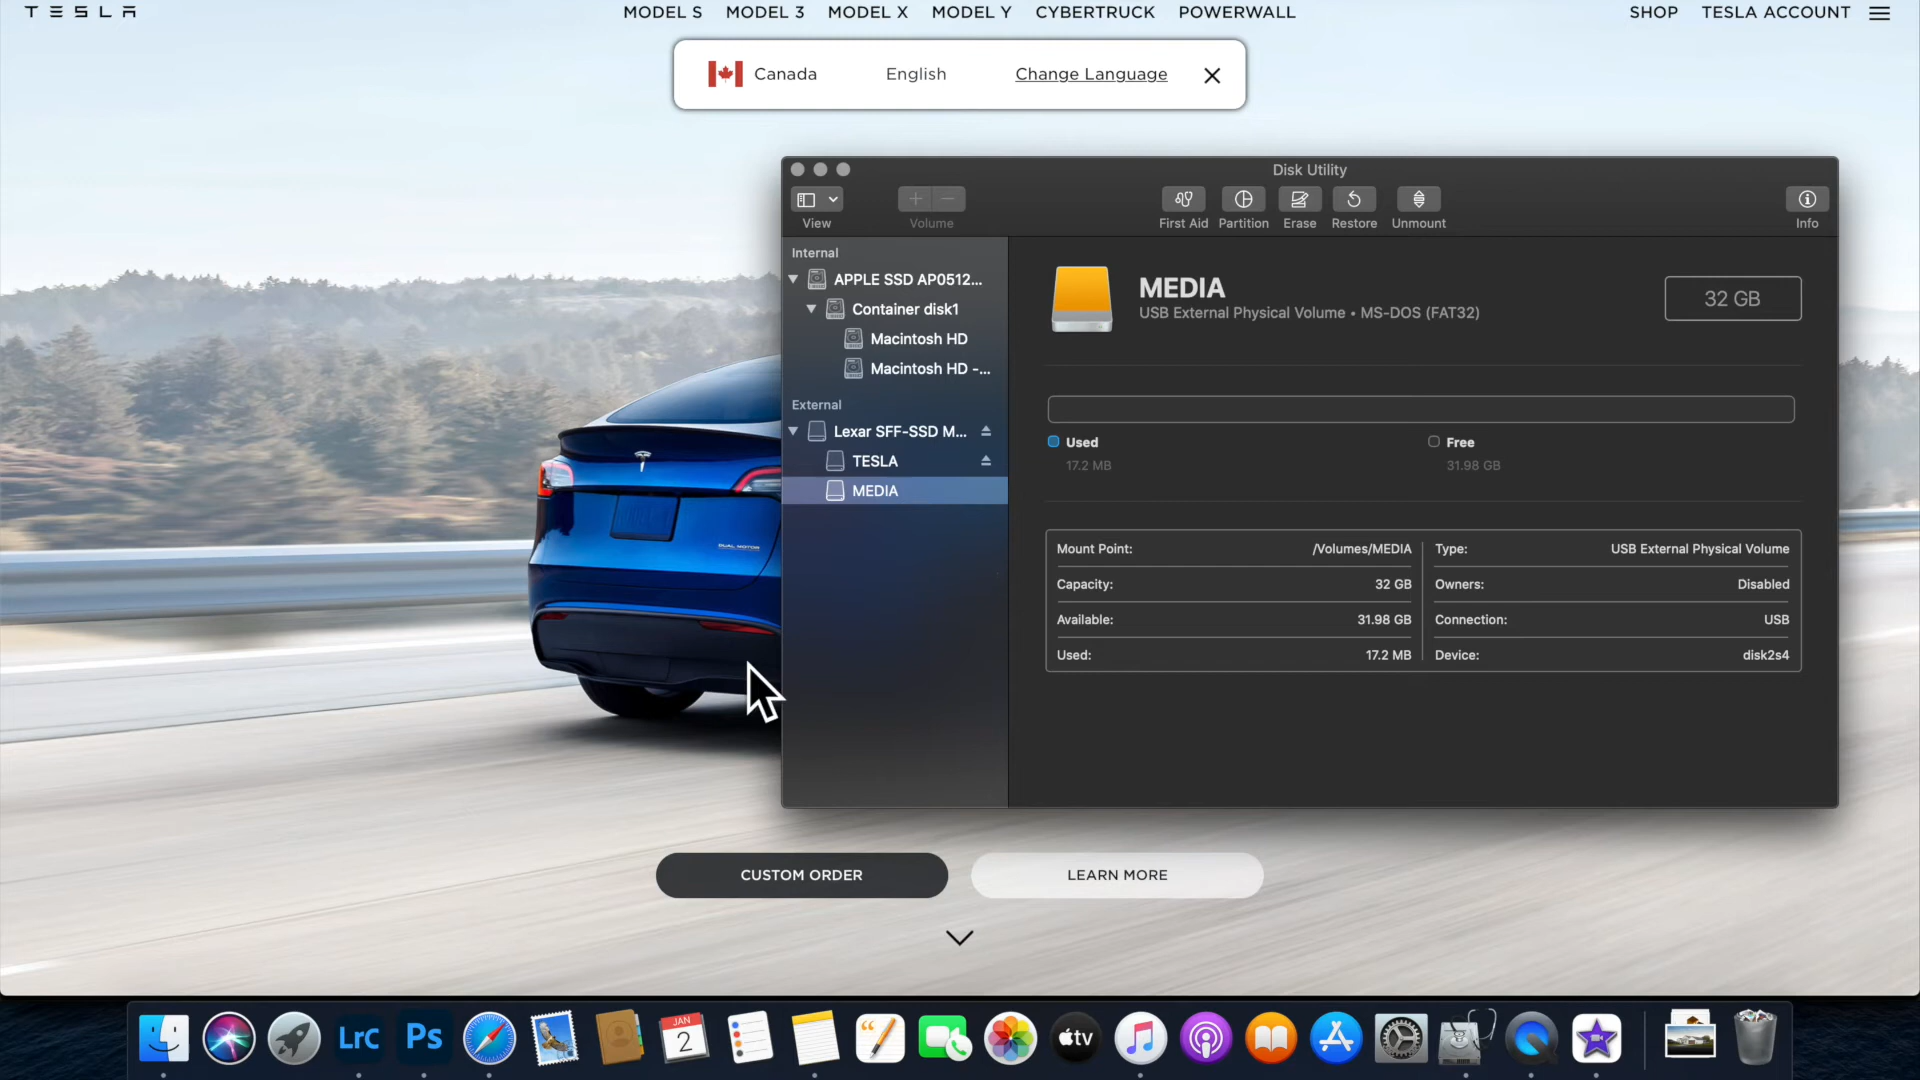 TESLA
MODEL S MODEL 3 MODEL X MODEL Y CYBERTRUCK POWERWALL
SHOP TESLA ACCOUNT
Canada English Change Language
Disk Utility
View
Volume
First Aid
Partition
Erase
Restore
Unmount
Info
Internal
APPLE SSD AP0512...
Container disk1
Macintosh HD
Macintosh HD -...
External
Lexar SFF-SSD M...
TESLA
MEDIA
MEDIA
USB External Physical Volume • MS-DOS (FAT32)
32 GB
Used
17.2 MB
Free
31.98 GB
Mount Point: /Volumes/MEDIA
Type: USB External Physical Volume
Capacity: 32 GB
Owners: Disabled
Available: 31.98 GB
Connection: USB
Used: 17.2 MB
Device: disk2s4
DUAL MOTOR
CUSTOM ORDER
LEARN MORE
LrC
Ps
JAN
2
tv